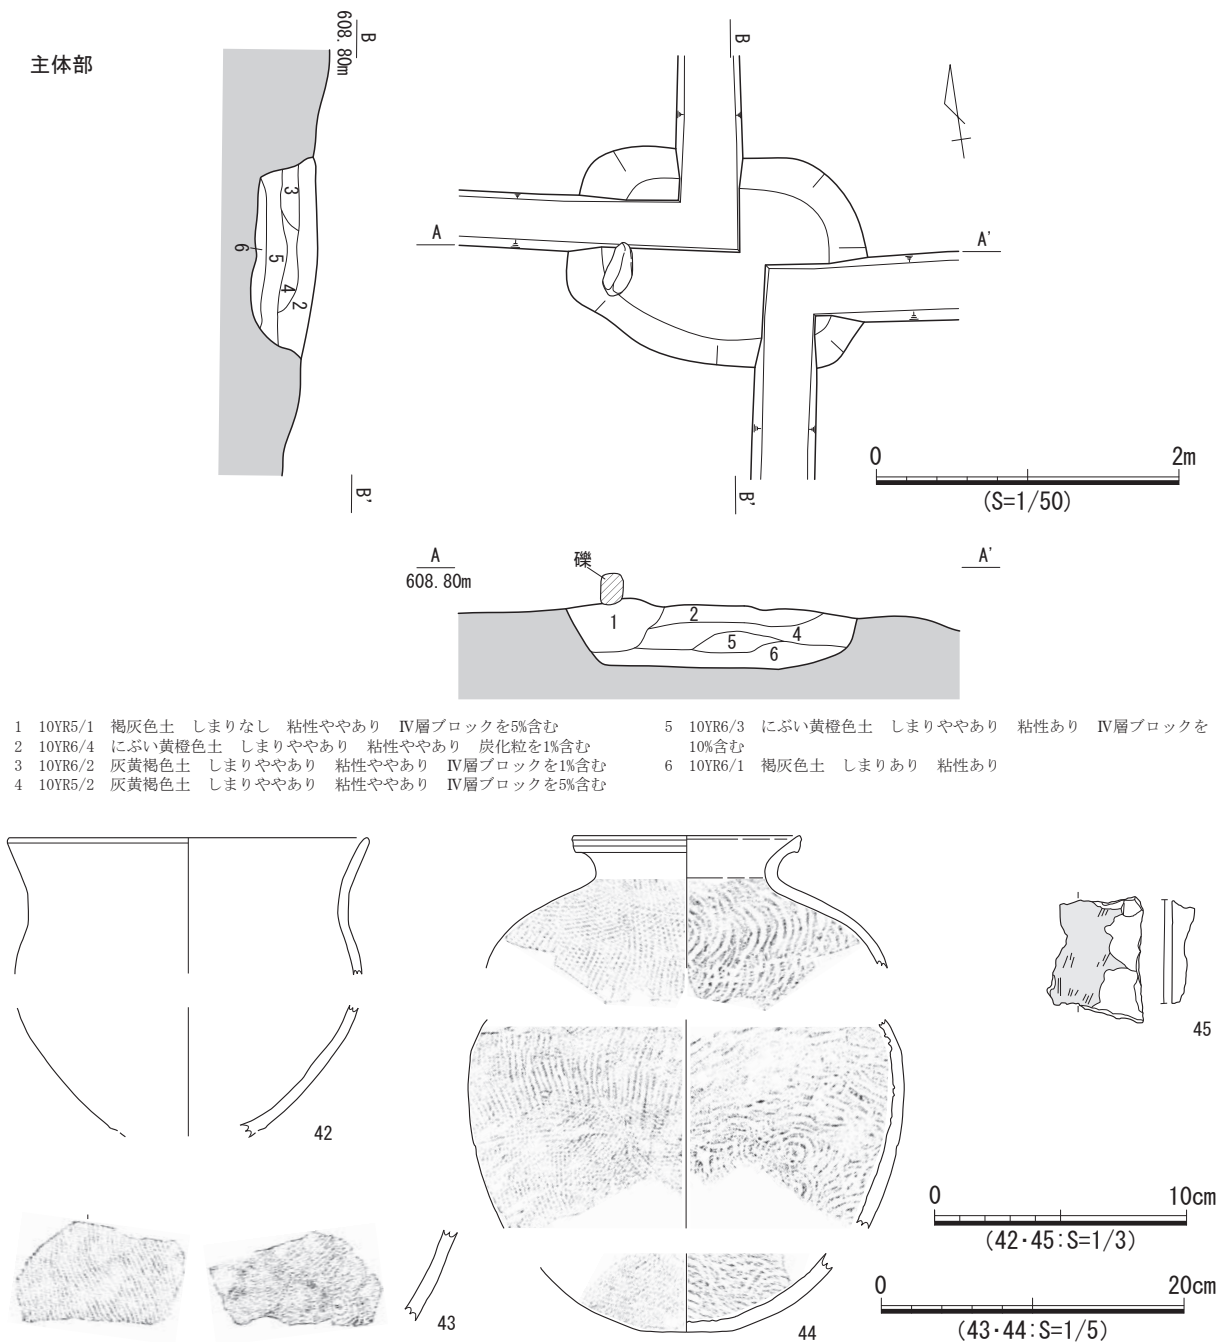 主体部
B
608.80m
B
A
A'
3
6
5
4
2
B'
B'
0 2m
(S=1/50)
A
608.80m
礫
A'
1
2
5
4
6
1 10YR5/1 褐灰色土 しまりなし 粘性ややあり Ⅳ層ブロックを5%含む
2 10YR6/4 にぶい黄橙色土 しまりややあり 粘性ややあり 炭化粒を1%含む
3 10YR6/2 灰黄褐色土 しまりややあり 粘性ややあり Ⅳ層ブロックを1%含む
4 10YR5/2 灰黄褐色土 しまりややあり 粘性ややあり Ⅳ層ブロックを5%含む
5 10YR6/3 にぶい黄橙色土 しまりややあり 粘性あり Ⅳ層ブロックを
10%含む
6 10YR6/1 褐灰色土 しまりあり 粘性あり
42
45
0 10cm
(42・45:S=1/3)
0 20cm
(43・44:S=1/5)
43
44